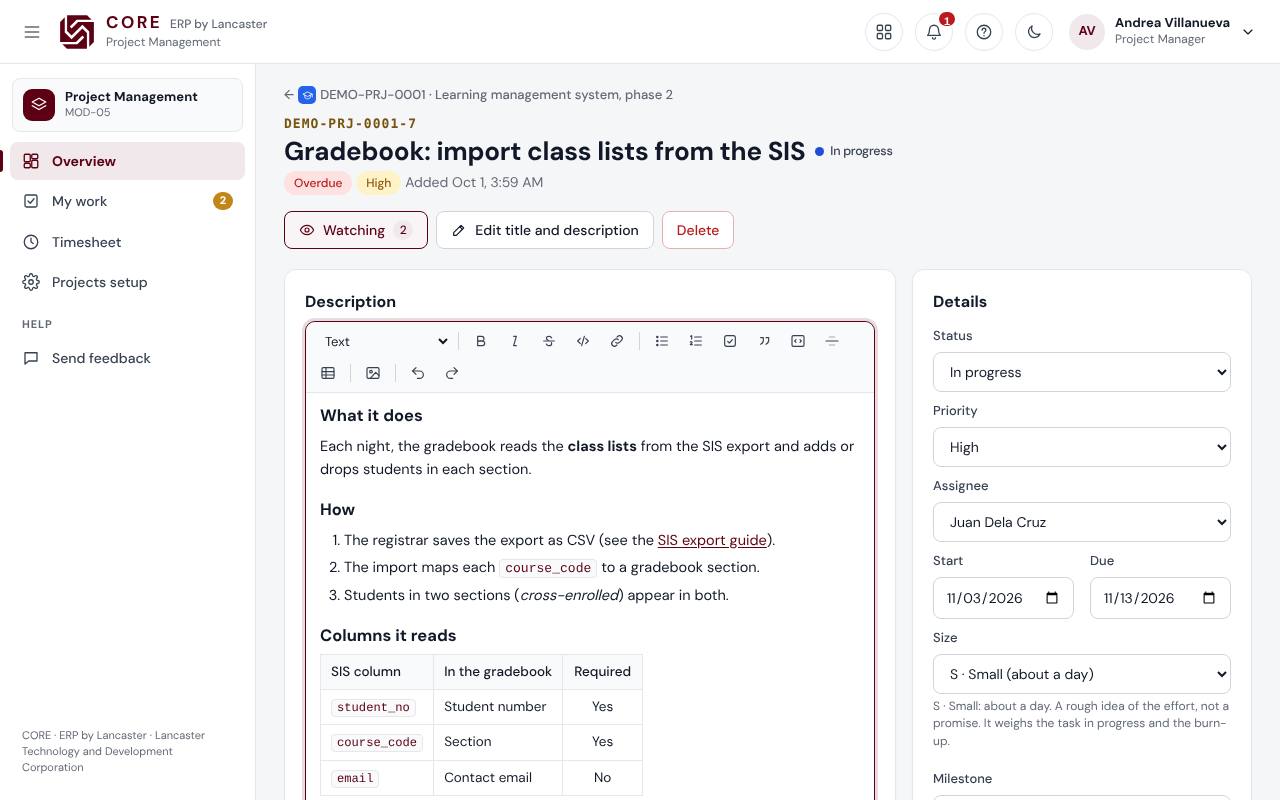 CORE ERP by Lancaster
Project Management
1
AV
Andrea Villanueva
Project Manager
Project Management
MOD-05
Overview
My work
2
Timesheet
Projects setup
HELP
Send feedback
CORE · ERP by Lancaster · Lancaster
Technology and Development
Corporation
← DEMO-PRJ-0001 · Learning management system, phase 2
DEMO-PRJ-0001-7
Gradebook: import class lists from the SIS
In progress
Overdue High Added Oct 1, 3:59 AM
Watching 2
Edit title and description
Delete
Description
Text
What it does
Each night, the gradebook reads the class lists from the SIS export and adds or
drops students in each section.
How
1. The registrar saves the export as CSV (see the SIS export guide).
2. The import maps each course_code to a gradebook section.
3. Students in two sections (cross-enrolled) appear in both.
Columns it reads
SIS column In the gradebook Required
student_no Student number Yes
course_code Section Yes
email Contact email No
Details
Status
In progress
Priority
High
Assignee
Juan Dela Cruz
Start Due
11/03/2026 11/13/2026
Size
S · Small (about a day)
S · Small: about a day. A rough idea of the effort, not a
promise. It weighs the task in progress and the burn-
up.
Milestone